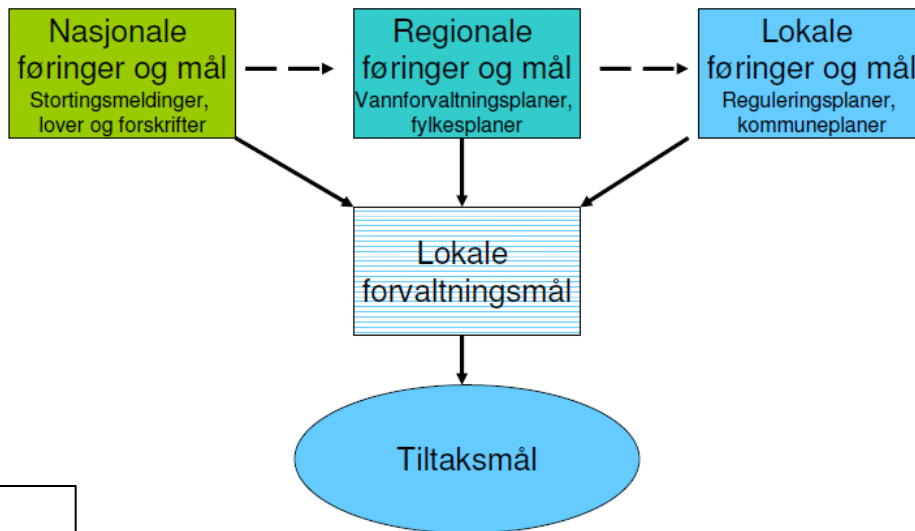 Nasjonale
føringer og mål
Stortingsmeldinger,
lover og forskrifter
Regionale
føringer og mål
Vannforvaltningsplaner,
fylkesplaner
Lokale
føringer og mål
Reguleringsplaner,
kommuneplaner
Lokale
forvaltningsmål
Tiltaksmål